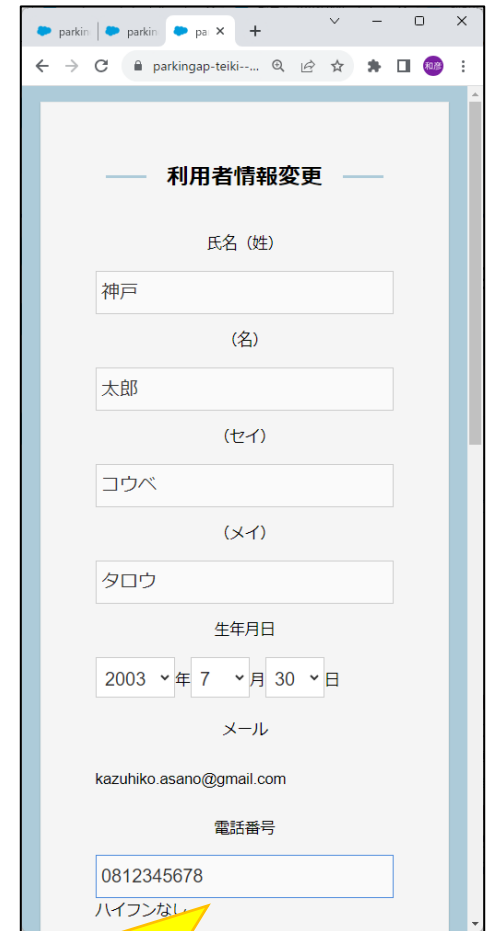 parkin
parkin
pa
parkingap-teiki--...
和彦
利用者情報変更
氏名（姓）
神戸
（名）
太郎
（セイ）
コウベ
（メイ）
タロウ
生年月日
2003 年 7 月 30 日
メール
kazuhiko.asano@gmail.com
電話番号
0812345678
ハイフンなし